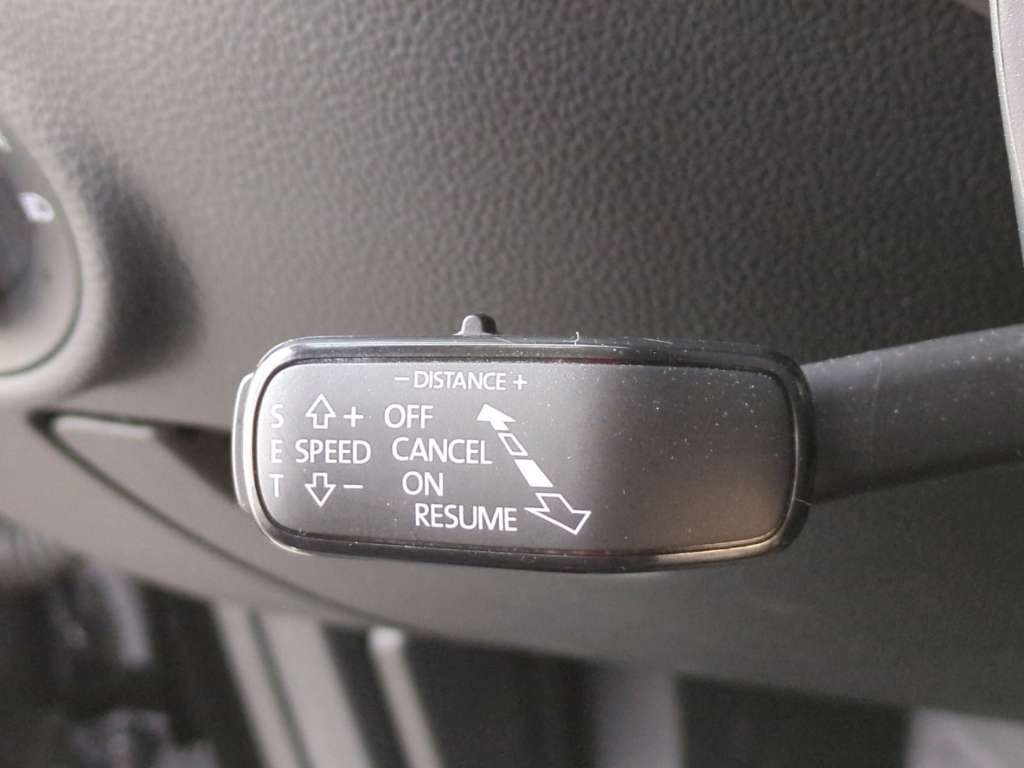 - DISTANCE +
S + OFF
E SPEED CANCEL
T - ON
RESUME